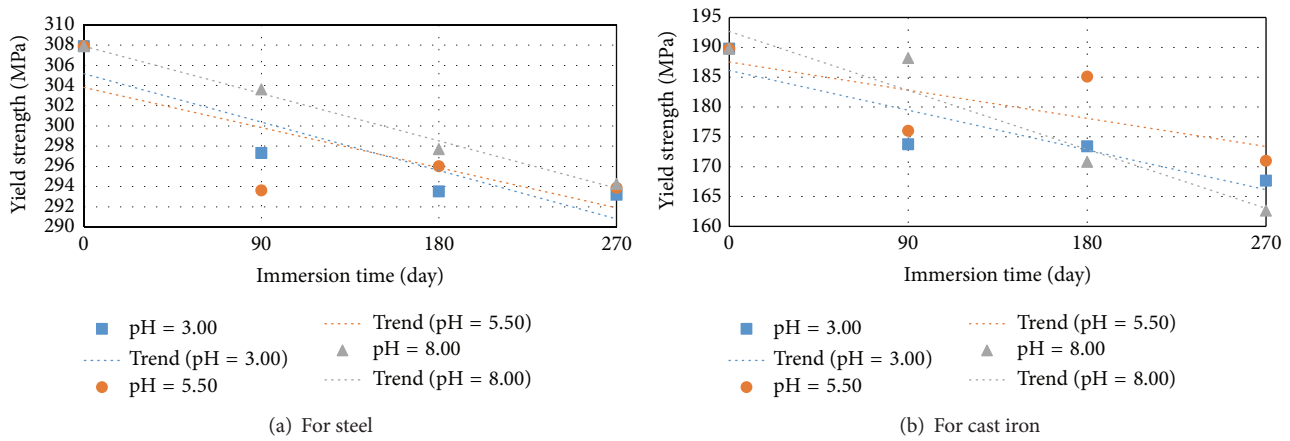 310
308
306
304
302
300
298
296
294
292
290
Yield strength (MPa)
0 90 180 270
Immersion time (day)
pH = 3.00
Trend (pH = 3.00)
pH = 5.50
Trend (pH = 5.50)
pH = 8.00
Trend (pH = 8.00)
(a) For steel
195
190
185
180
175
170
165
160
Yield strength (MPa)
0 90 180 270
Immersion time (day)
pH = 3.00
Trend (pH = 3.00)
pH = 5.50
Trend (pH = 5.50)
pH = 8.00
Trend (pH = 8.00)
(b) For cast iron